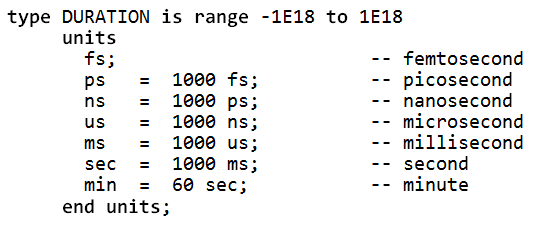 type DURATION is range -1E18 to 1E18
units
fs; -- femtosecond
ps = 1000 fs; -- picosecond
ns = 1000 ps; -- nanosecond
us = 1000 ns; -- microsecond
ms = 1000 us; -- millisecond
sec = 1000 ms; -- second
min = 60 sec; -- minute
end units;